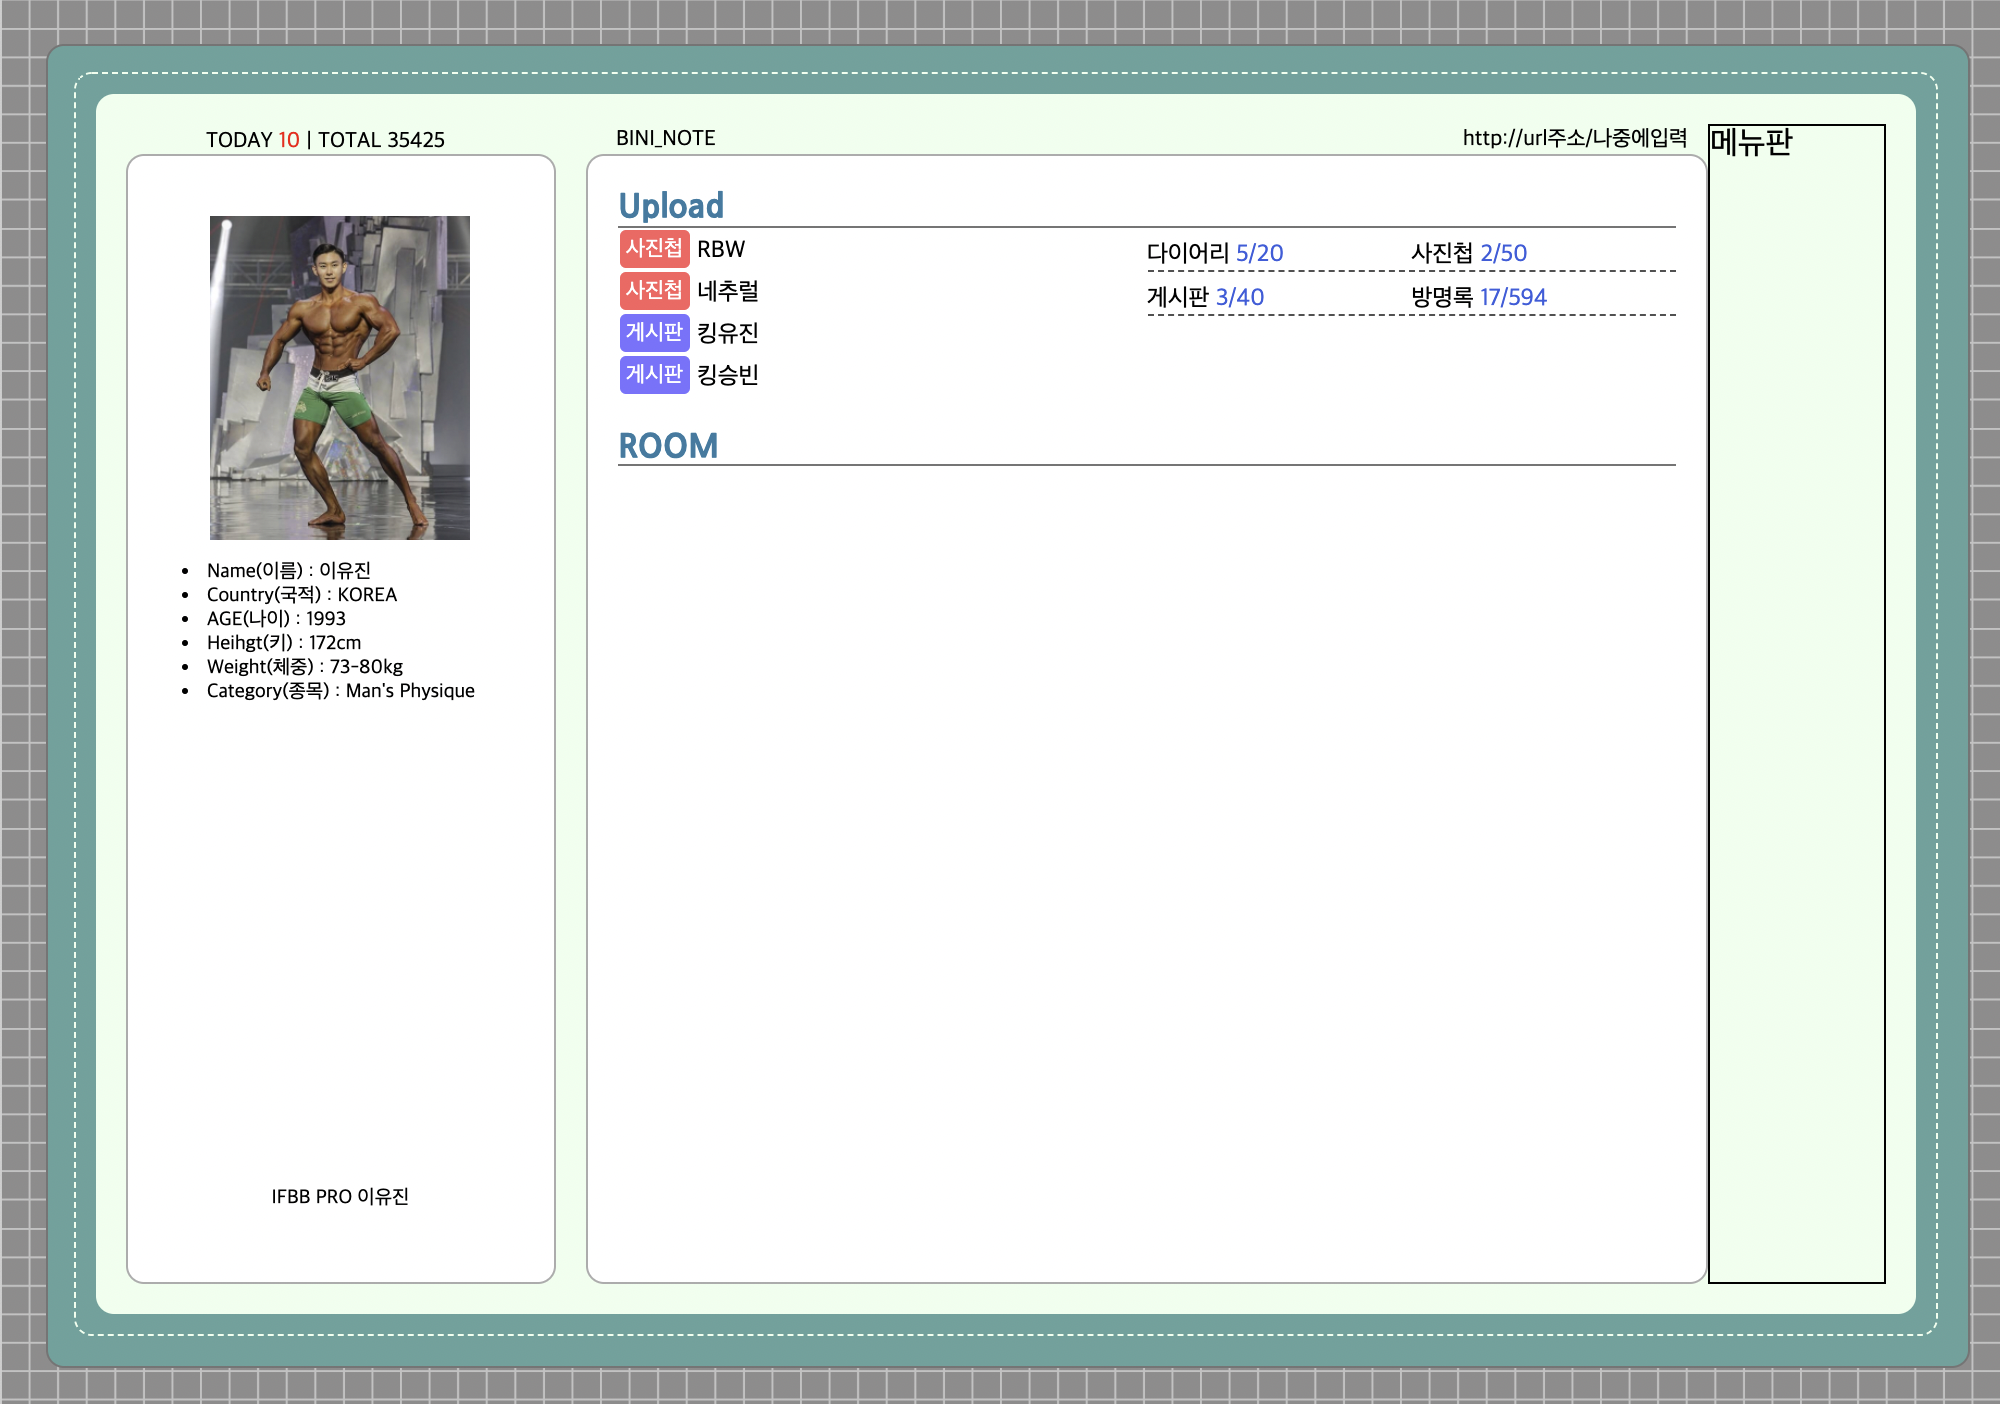 TODAY 10 | TOTAL 35425
BINI_NOTE
http://url주소/나중에입력
메뉴판
Name(이름) : 이유진
Country(국적) : KOREA
AGE(나이) : 1993
Heihgt(키) : 172cm
Weight(체중) : 73-80kg
Category(종목) : Man's Physique
IFBB PRO 이유진
Upload
사진첩 RBW
사진첩 네추럴
게시판 킹유진
게시판 킹승빈
다이어리 5/20 사진첩 2/50
게시판 3/40 방명록 17/594
ROOM